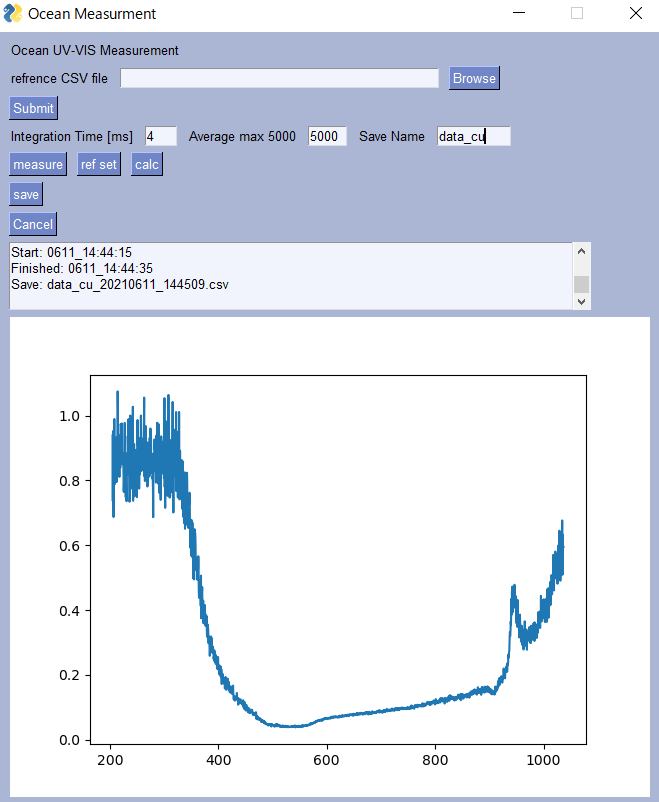 Ocean Measurment
Ocean UV-VIS Measurement
refrence CSV file Browse
Submit
Integration Time [ms] 4 Average max 5000 5000 Save Name data_cu
measure ref set calc
save
Cancel
Start: 0611_14:44:15
Finished: 0611_14:44:35
Save: data_cu_20210611_144509.csv
1.0
0.8
0.6
0.4
0.2
0.0
200 400 600 800 1000